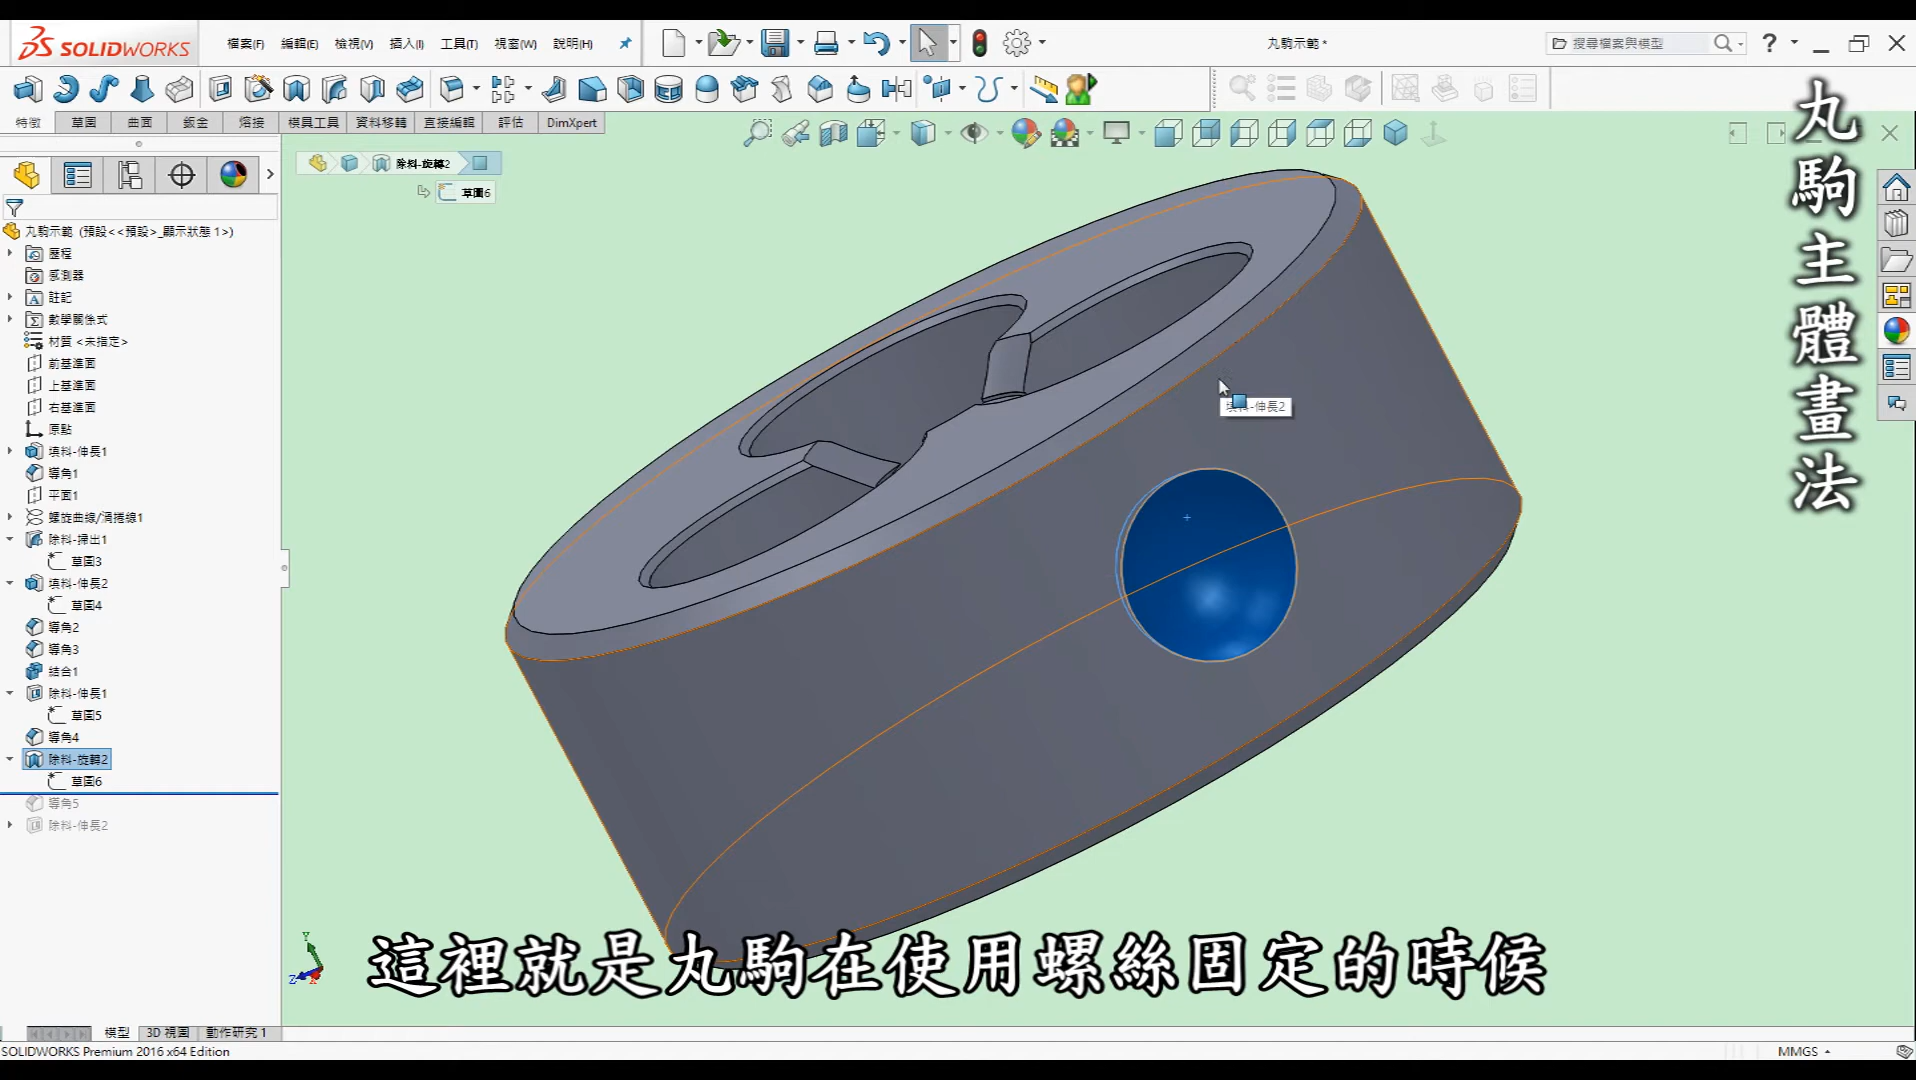 SOLIDWORKS
檔案(F) 編輯(E) 檢視(V) 插入(I) 工具(T) 視窗(W) 說明(H)
丸駒示範 *
搜尋檔案與模型
特徵 草圖 曲面 鈑金 熔接 模具工具 資料移轉 直接編輯 評估 DimXpert
除料-旋轉2
草圖6
丸駒示範 (預設<<預設>_顯示狀態 1>)
歷程
感測器
註記
數學關係式
材質 <未指定>
前基準面
上基準面
右基準面
原點
填料-伸長1
導角1
平面1
螺旋曲線/渦捲線1
除料-掃出1
草圖3
填料-伸長2
草圖4
導角2
導角3
結合1
除料-伸長1
草圖5
導角4
除料-旋轉2
草圖6
導角5
除料-伸長2
填料-伸長2
丸駒主體畫法
這裡就是丸駒在使用螺絲固定的時候
Y
Z
X
模型 3D 視圖 動作研究 1
SOLIDWORKS Premium 2016 x64 Edition
MMGS